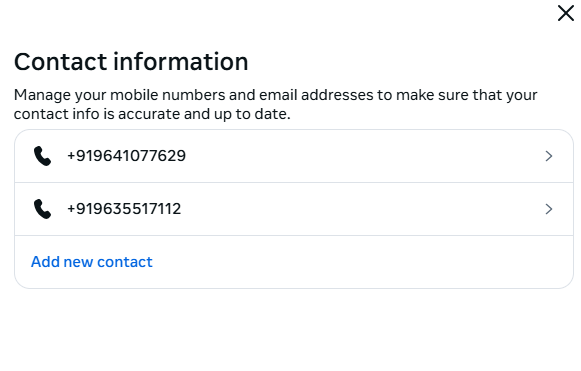 Contact information
Manage your mobile numbers and email addresses to make sure that your
contact info is accurate and up to date.
+919641077629
+919635517112
Add new contact